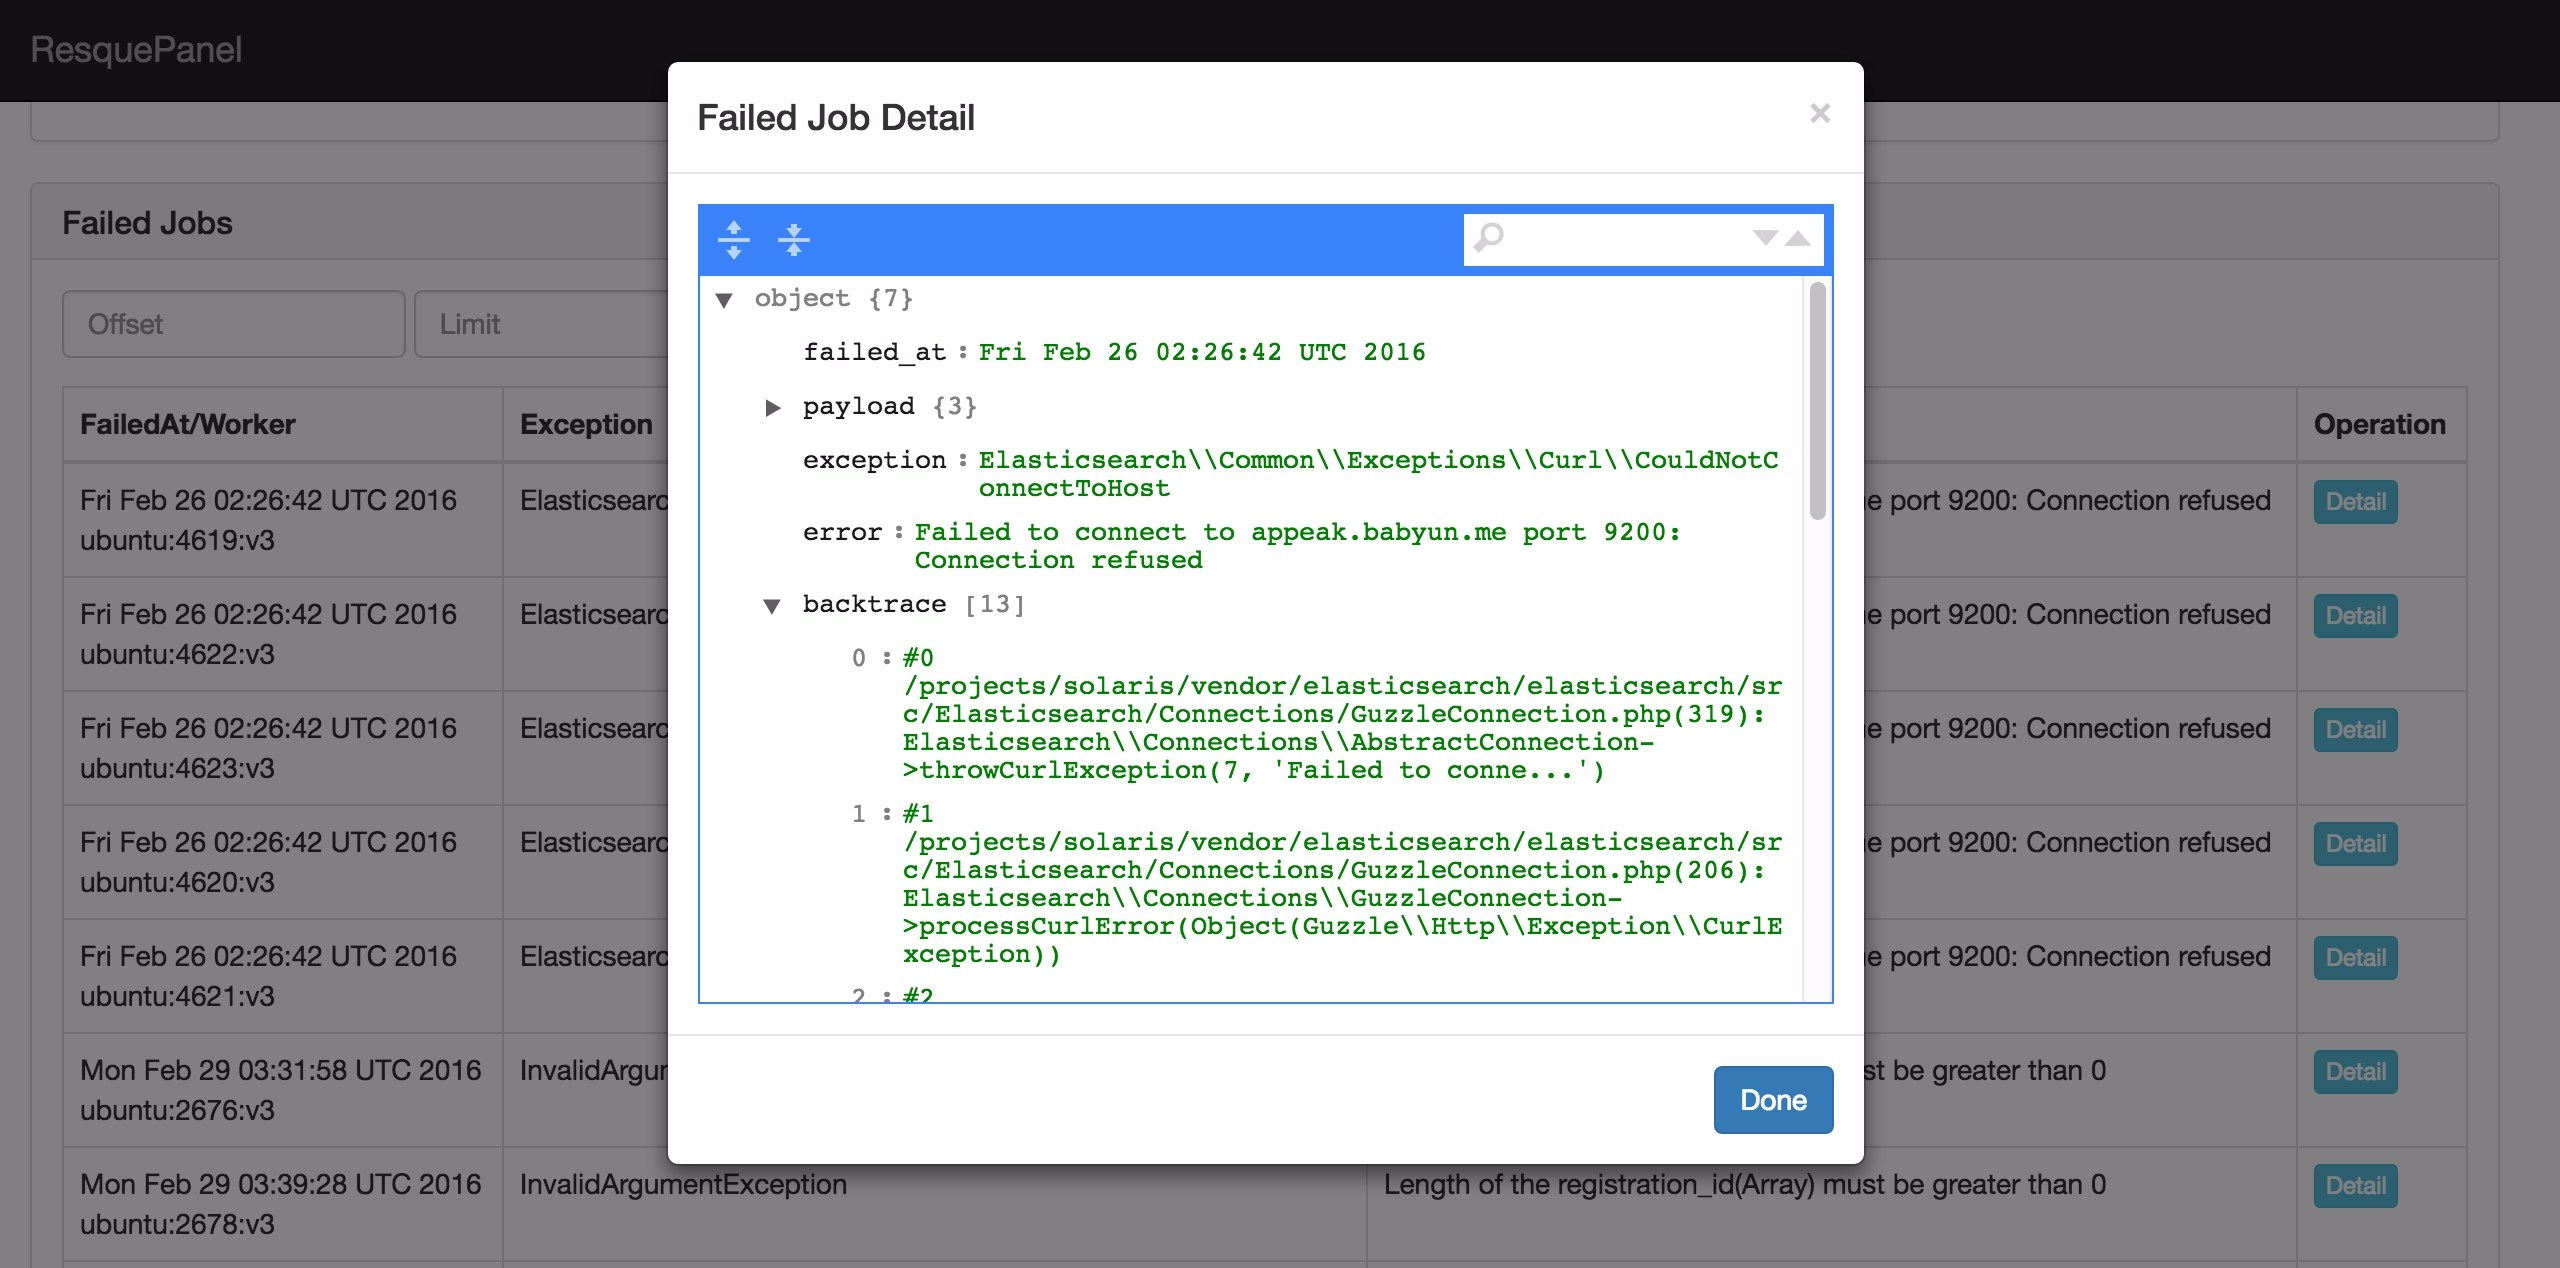 ResquePanel
Failed Job Detail
×
Failed Jobs
Offset
Limit
FailedAt/Worker
Exception
Operation
Fri Feb 26 02:26:42 UTC 2016
ubuntu:4619:v3
Elasticsearc
e port 9200: Connection refused
Detail
Fri Feb 26 02:26:42 UTC 2016
ubuntu:4622:v3
Elasticsearc
e port 9200: Connection refused
Detail
Fri Feb 26 02:26:42 UTC 2016
ubuntu:4623:v3
Elasticsearc
e port 9200: Connection refused
Detail
Fri Feb 26 02:26:42 UTC 2016
ubuntu:4620:v3
Elasticsearc
e port 9200: Connection refused
Detail
Fri Feb 26 02:26:42 UTC 2016
ubuntu:4621:v3
Elasticsearc
e port 9200: Connection refused
Detail
Mon Feb 29 03:31:58 UTC 2016
ubuntu:2676:v3
InvalidArgur
st be greater than 0
Detail
Mon Feb 29 03:39:28 UTC 2016
ubuntu:2678:v3
InvalidArgumentException
Length of the registration_id(Array) must be greater than 0
Detail
object {7}
failed_at : Fri Feb 26 02:26:42 UTC 2016
payload {3}
exception : Elasticsearch\\Common\\Exceptions\\Curl\\CouldNotC
onnectToHost
error : Failed to connect to appeak.babyun.me port 9200:
Connection refused
backtrace [13]
0 : #0
/projects/solaris/vendor/elasticsearch/elasticsearch/sr
c/Elasticsearch/Connections/GuzzleConnection.php(319):
Elasticsearch\\Connections\\AbstractConnection-
>throwCurlException(7, 'Failed to conne...')
1 : #1
/projects/solaris/vendor/elasticsearch/elasticsearch/sr
c/Elasticsearch/Connections/GuzzleConnection.php(206):
Elasticsearch\\Connections\\GuzzleConnection-
>processCurlError(Object(Guzzle\\Http\\Exception\\CurlE
xception))
2 : #2
Done